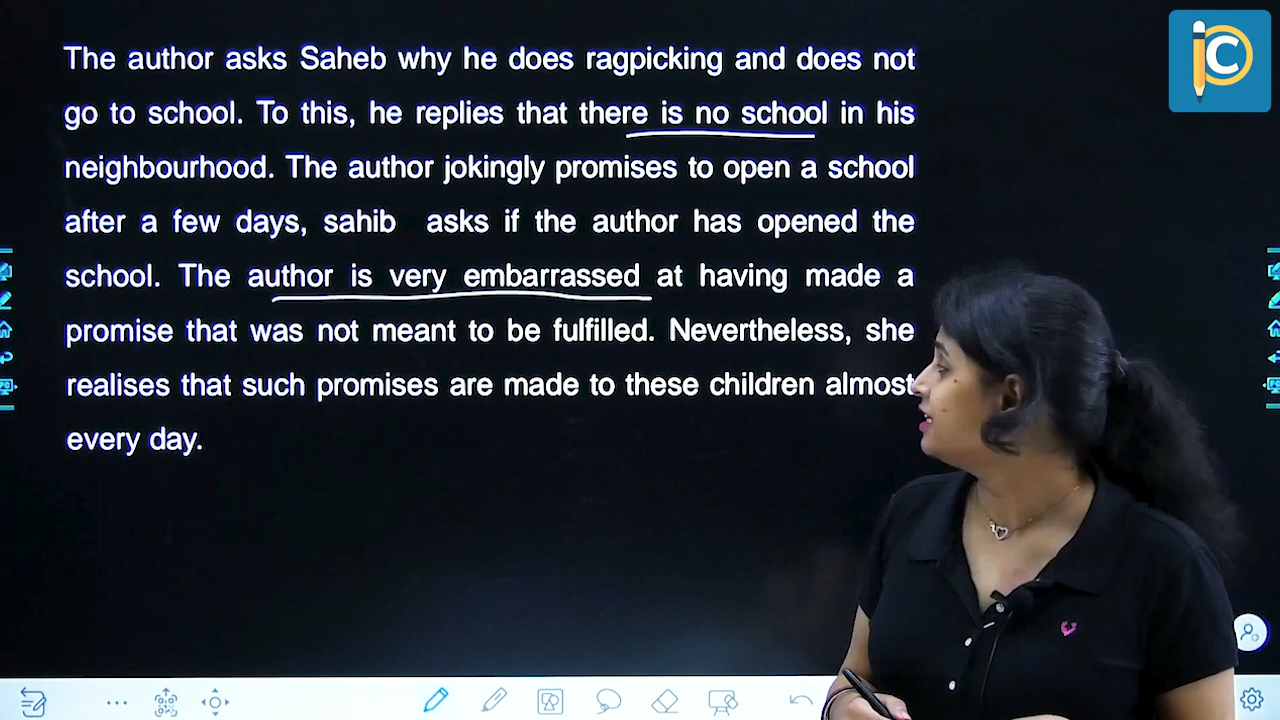 The author asks Saheb why he does ragpicking and does not
go to school. To this, he replies that there is no school in his
neighbourhood. The author jokingly promises to open a school
after a few days, sahib asks if the author has opened the
school. The author is very embarrassed at having made a
promise that was not meant to be fulfilled. Nevertheless, she
realises that such promises are made to these children almost
every day.